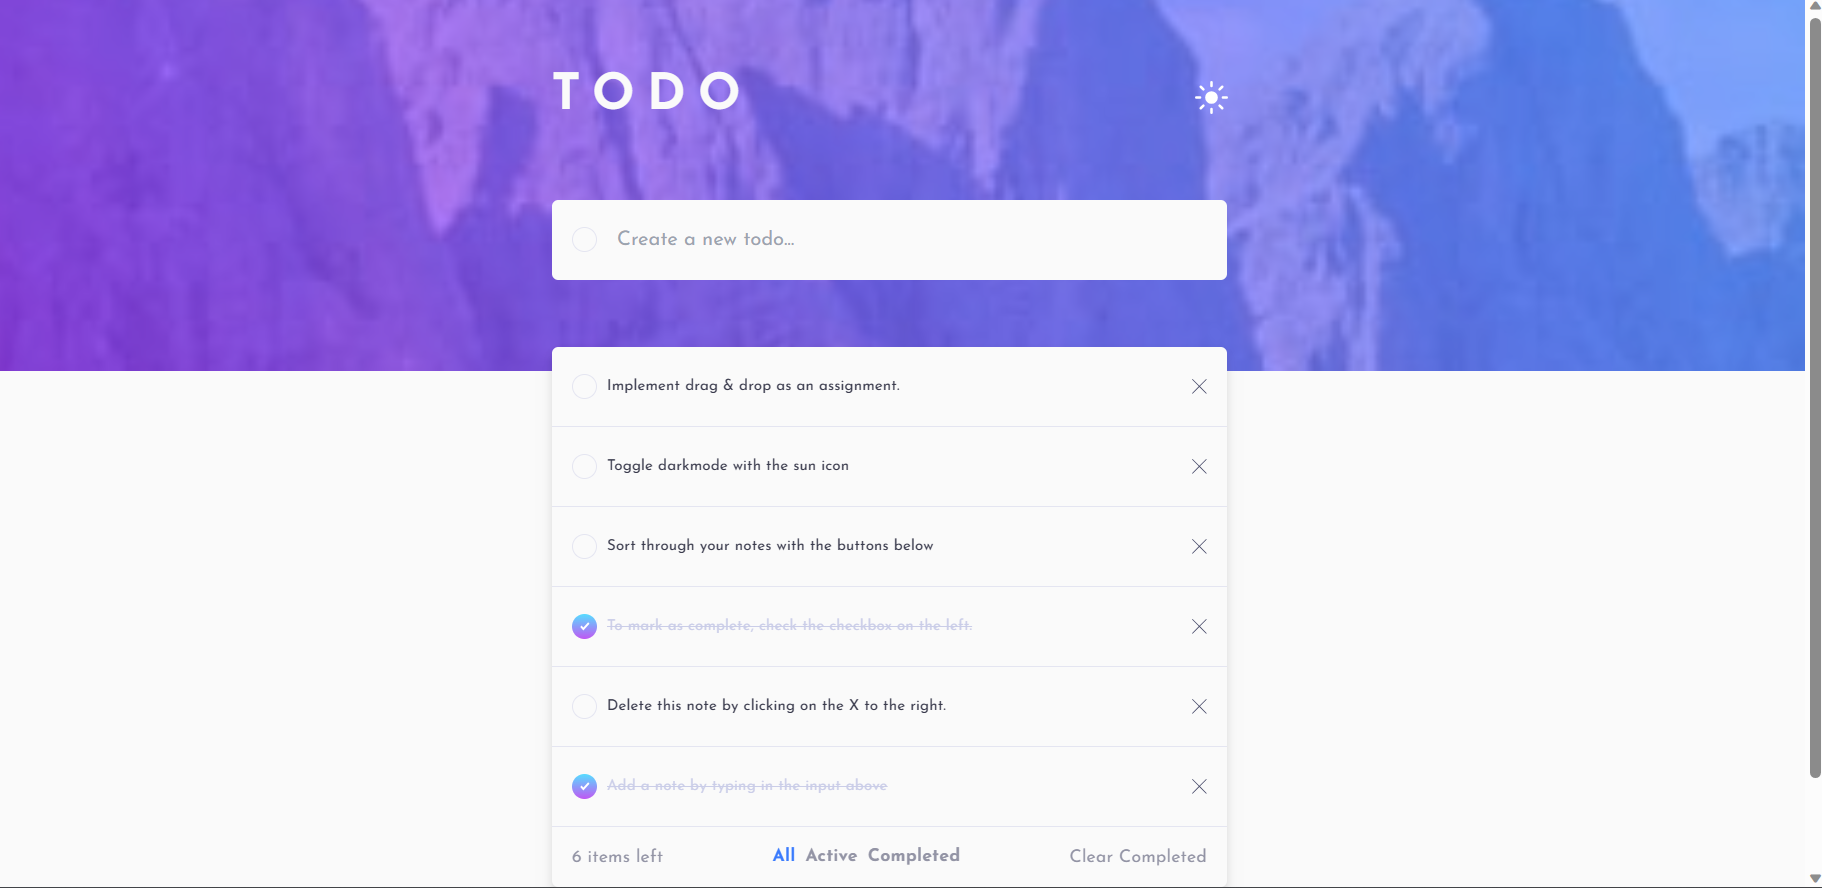 TODO
Create a new todo...
Implement drag & drop as an assignment.
Toggle darkmode with the sun icon
Sort through your notes with the buttons below
To mark as complete, check the checkbox on the left.
Delete this note by clicking on the X to the right.
Add a note by typing in the input above
6 items left All Active Completed Clear Completed